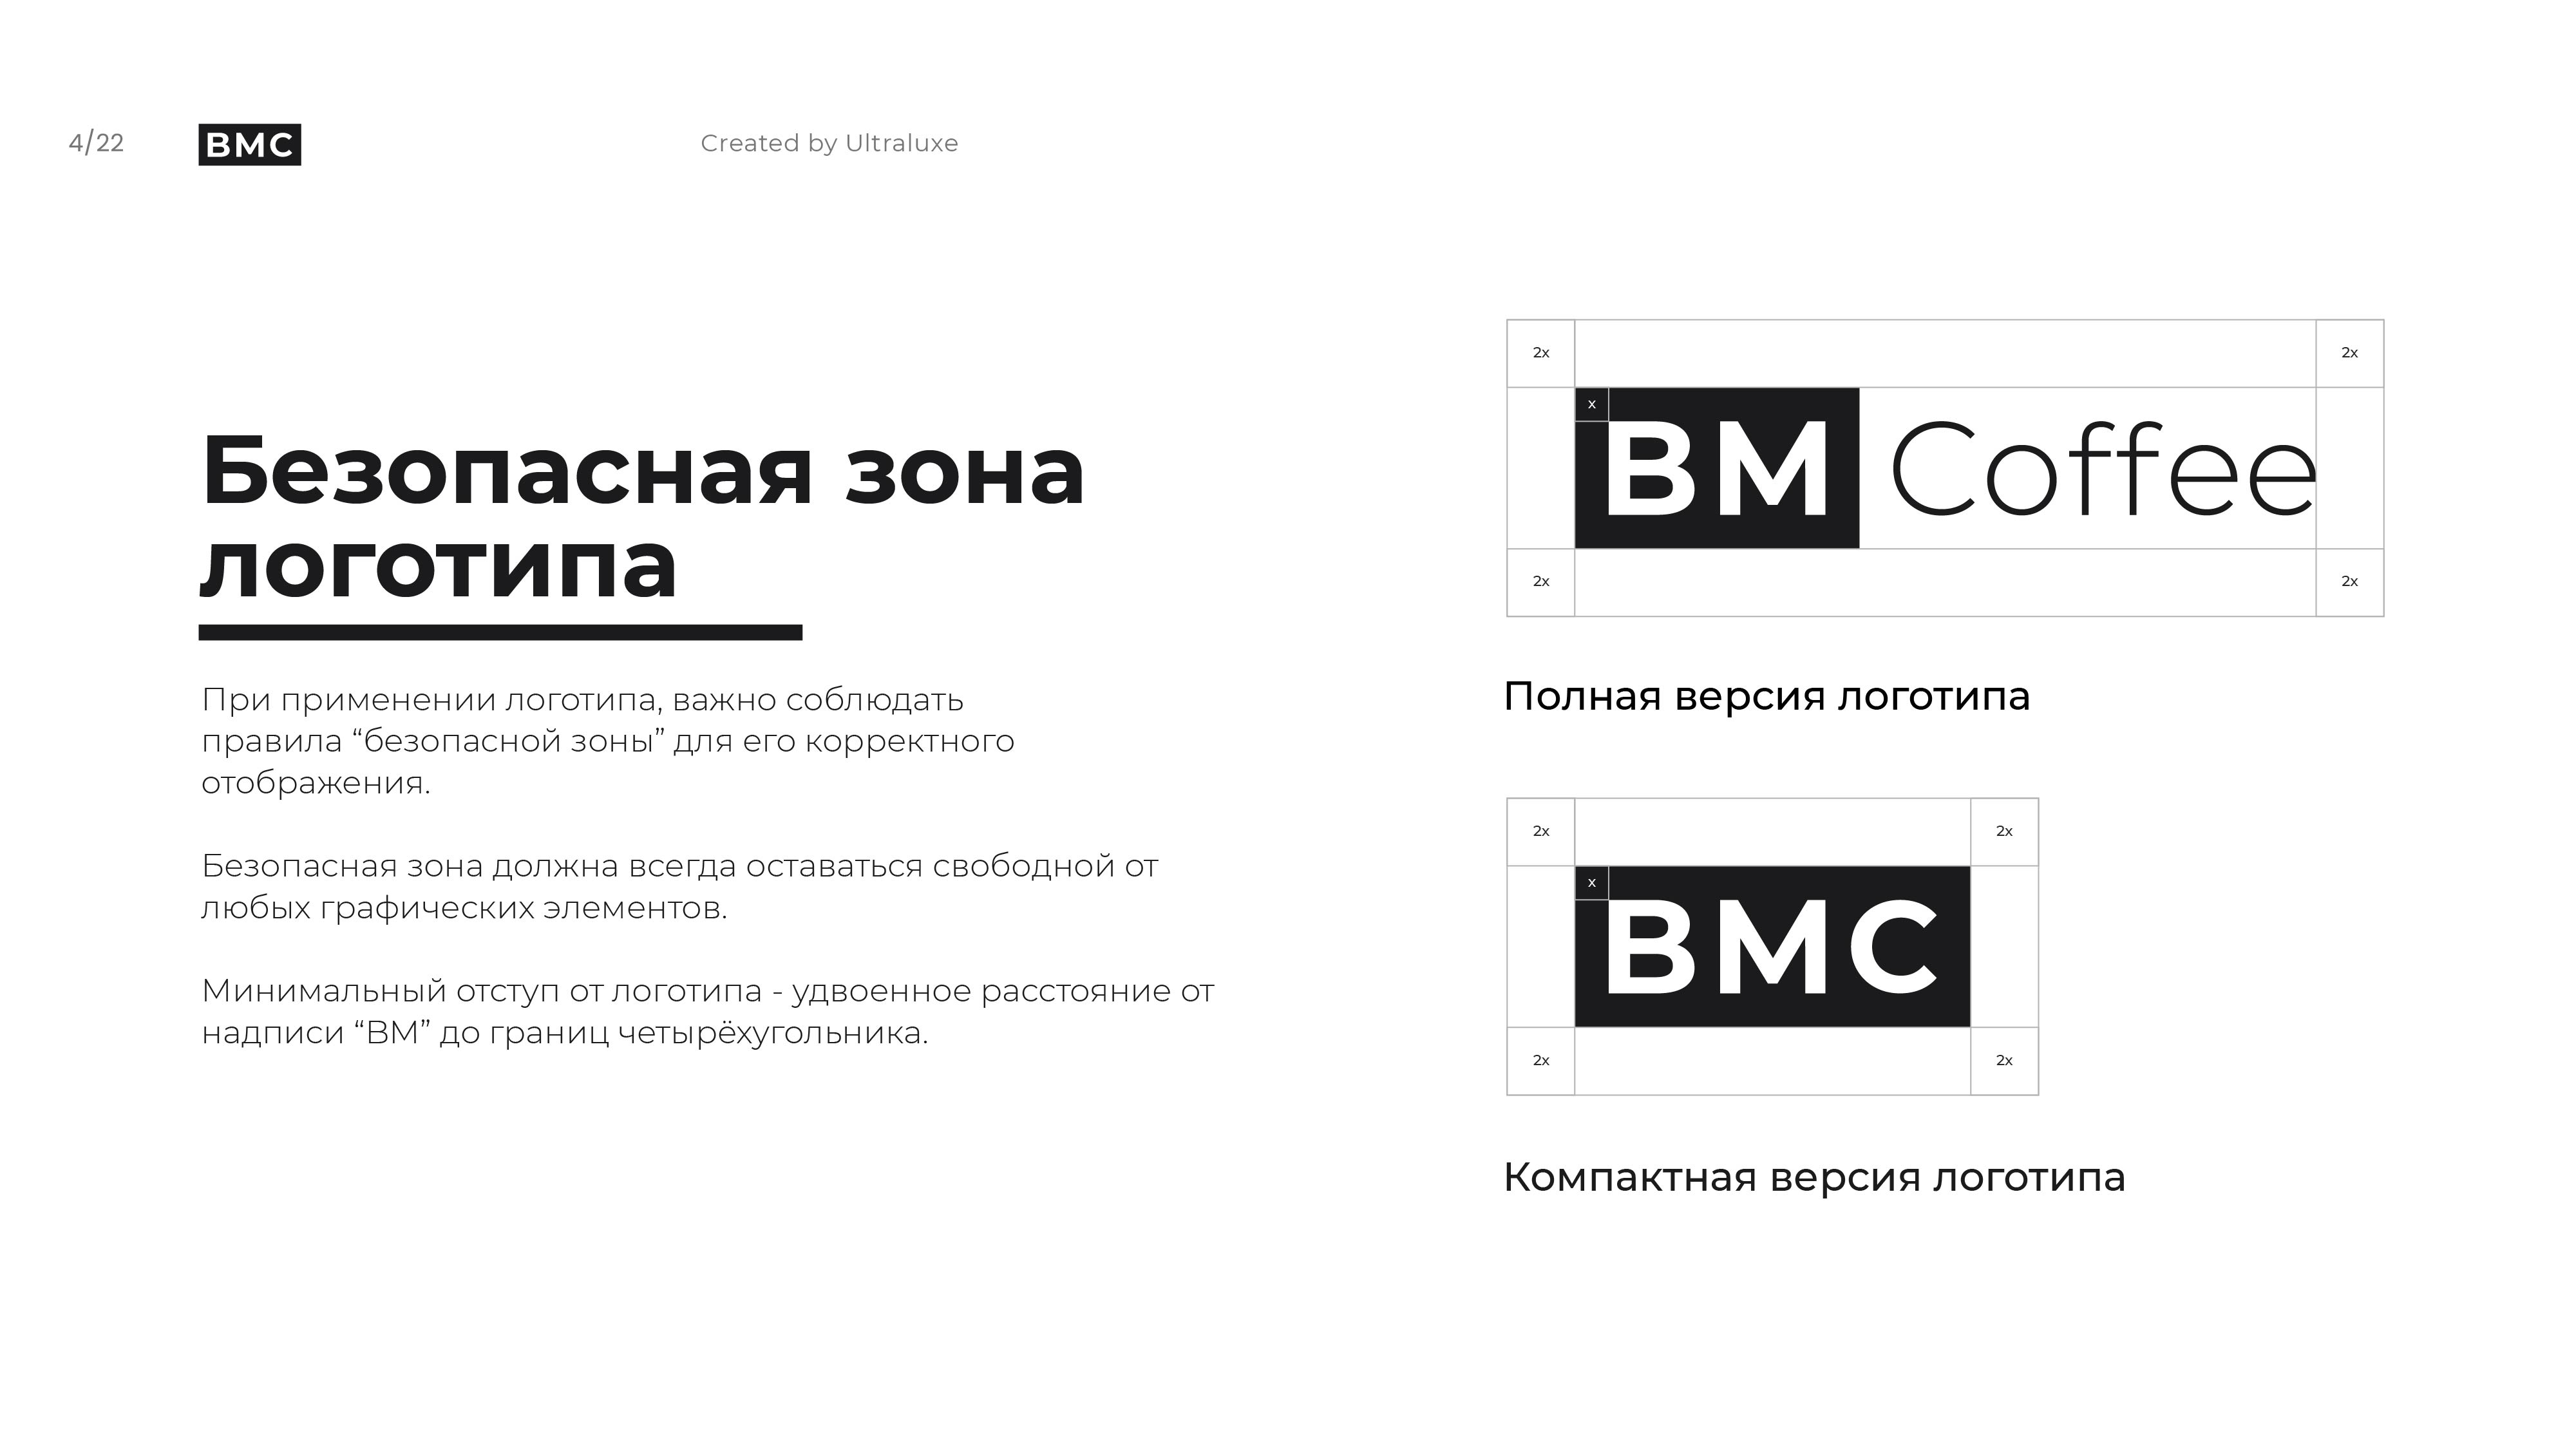 4/22
BMC
Created by Ultraluxe
Безопасная зона
логотипа
При применении логотипа, важно соблюдать
правила “безопасной зоны” для его корректного
отображения.
Безопасная зона должна всегда оставаться свободной от
любых графических элементов.
Минимальный отступ от логотипа - удвоенное расстояние от
надписи “BM” до границ четырёхугольника.
2x 2x
x
BM Coffee
2x 2x
Полная версия логотипа
2x 2x
x
BMC
2x 2x
Компактная версия логотипа